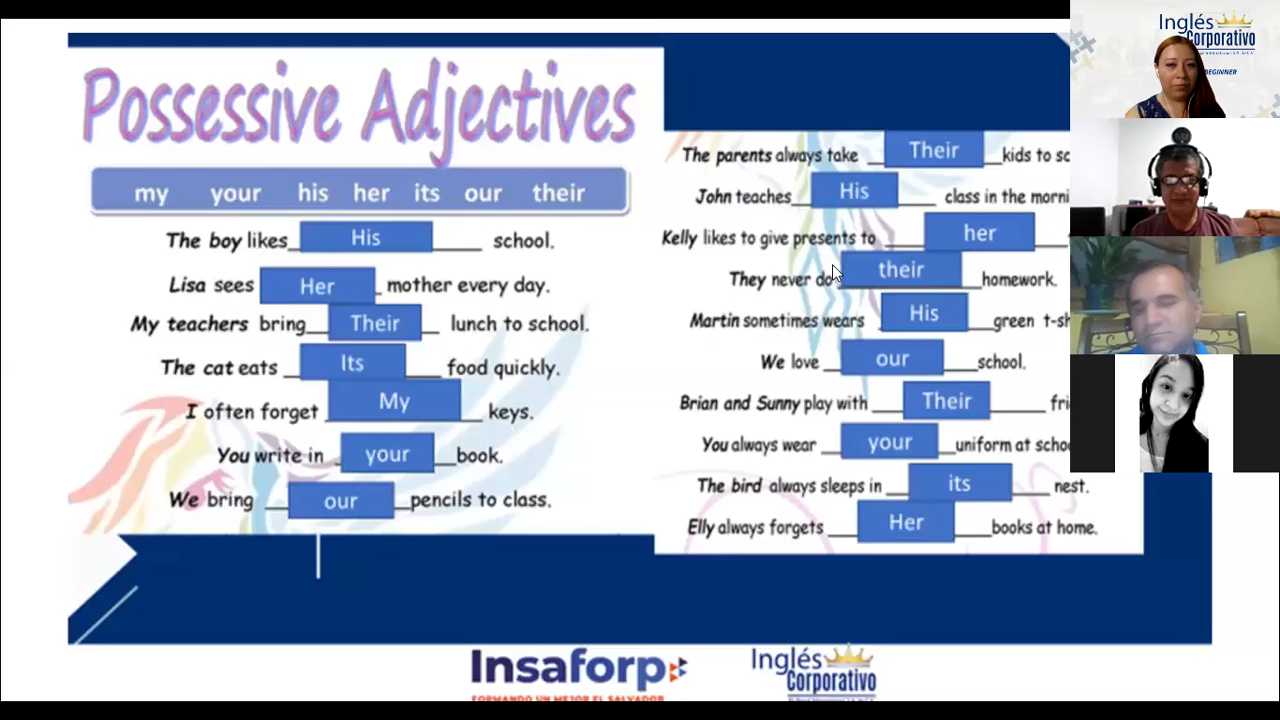 Possessive Adjectives
my your his her its our their
The boy likes His school.
Lisa sees Her mother every day.
My teachers bring Their lunch to school.
The cat eats Its food quickly.
I often forget My keys.
You write in your book.
We bring our pencils to class.
The parents always take Their kids to sc
John teaches His class in the morni
Kelly likes to give presents to her
They never do their homework.
Martin sometimes wears His green t-sh
We love our school.
Brian and Sunny play with Their fri
You always wear your uniform at schoo
The bird always sleeps in its nest.
Elly always forgets Her books at home.
Inglés
Corporativo
BEGINNER
Insaforp
FORMANDO UN MEJOR EL SALVADOR
Inglés
Corporativo